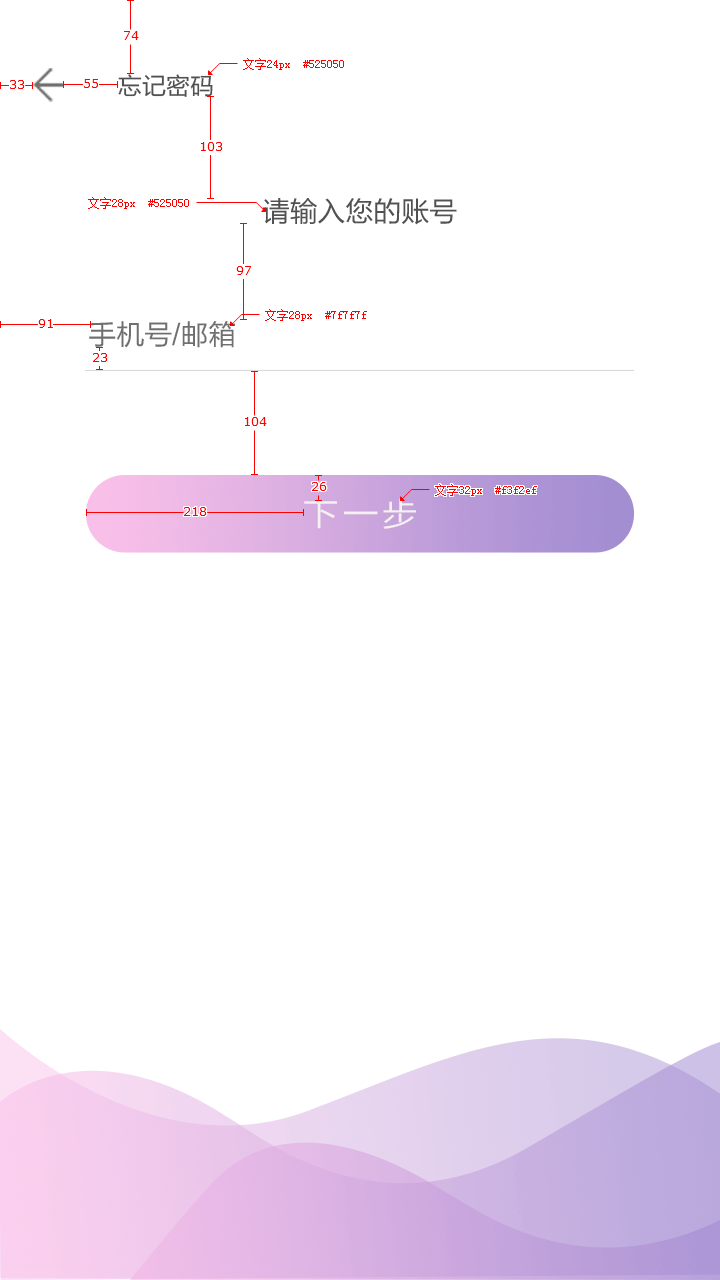 74
文字24px #525050
33
55
忘记密码
103
文字28px #525050
请输入您的账号
97
文字28px #7f7f7f
91
手机号/邮箱
23
104
26
文字32px #f3f2ef
218
下一步